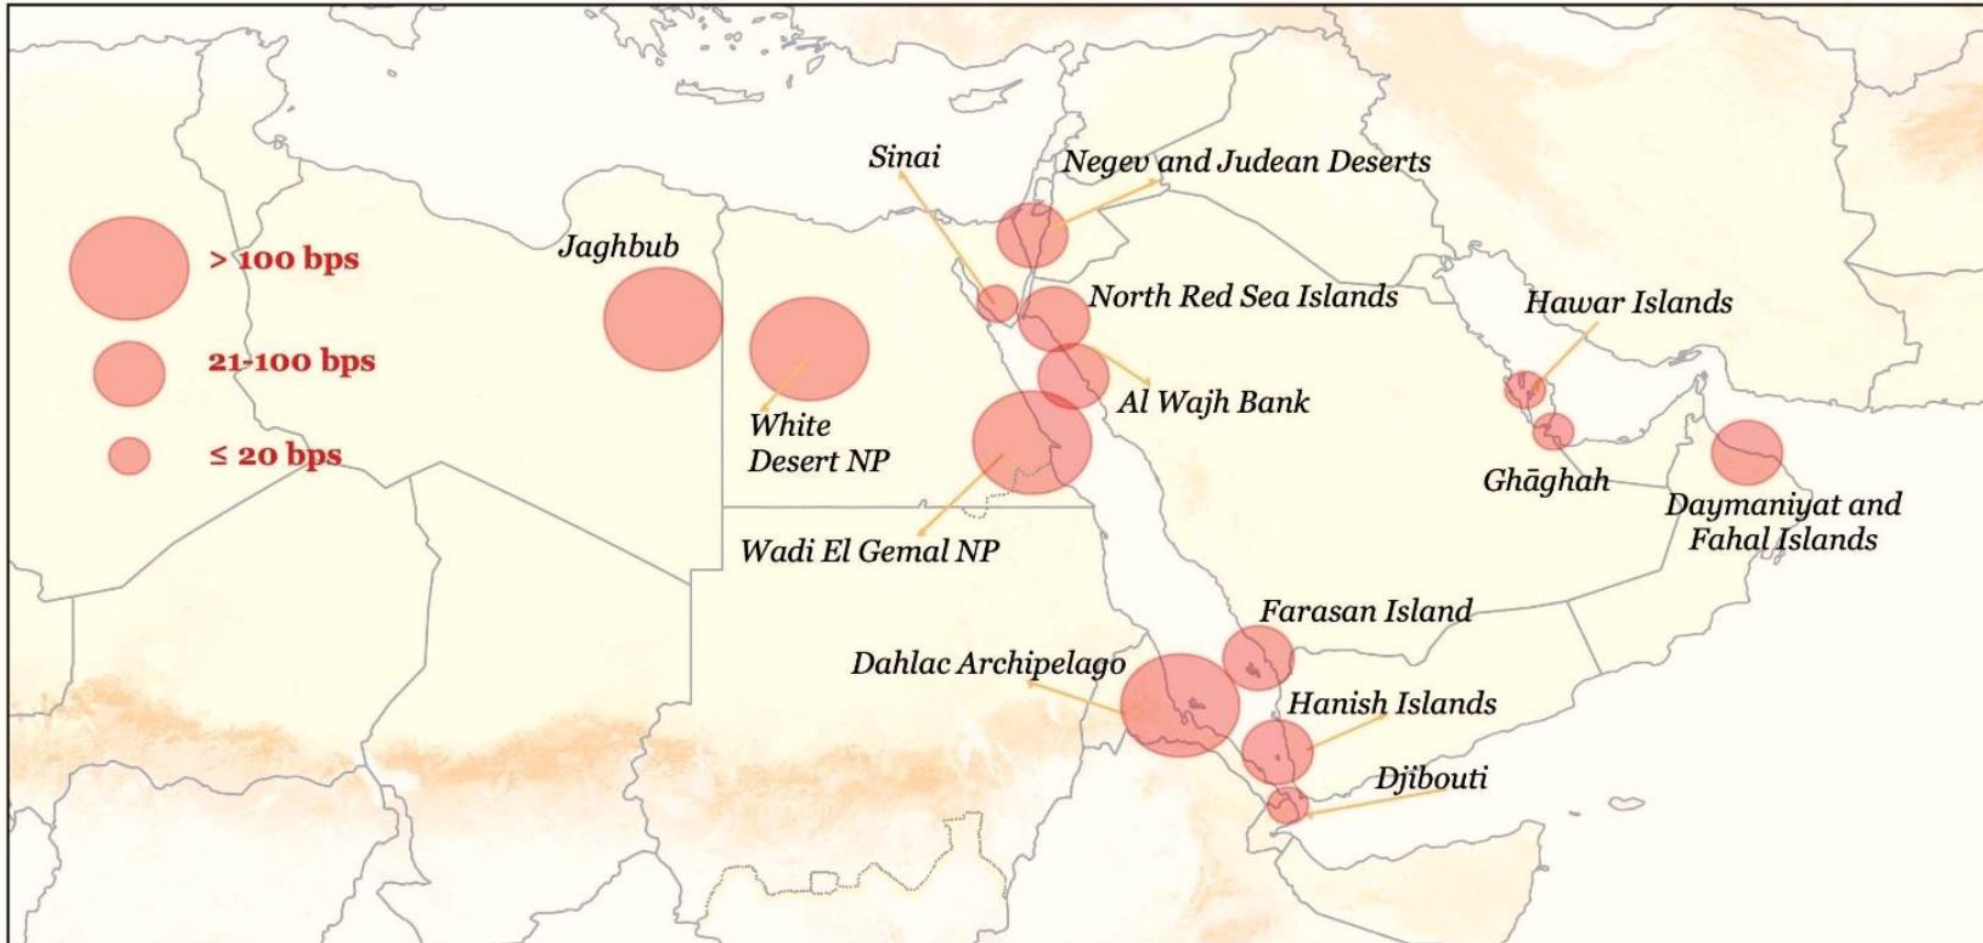 Sinai
Negev and Judean Deserts
Jaghbub
> 100 bps
North Red Sea Islands
Hawar Islands
21-100 bps
Al Wajh Bank
White
Desert NP
≤ 20 bps
Ghāghah
Daymaniyat and
Fahal Islands
Wadi El Gemal NP
Farasan Island
Dahlac Archipelago
Hanish Islands
Djibouti